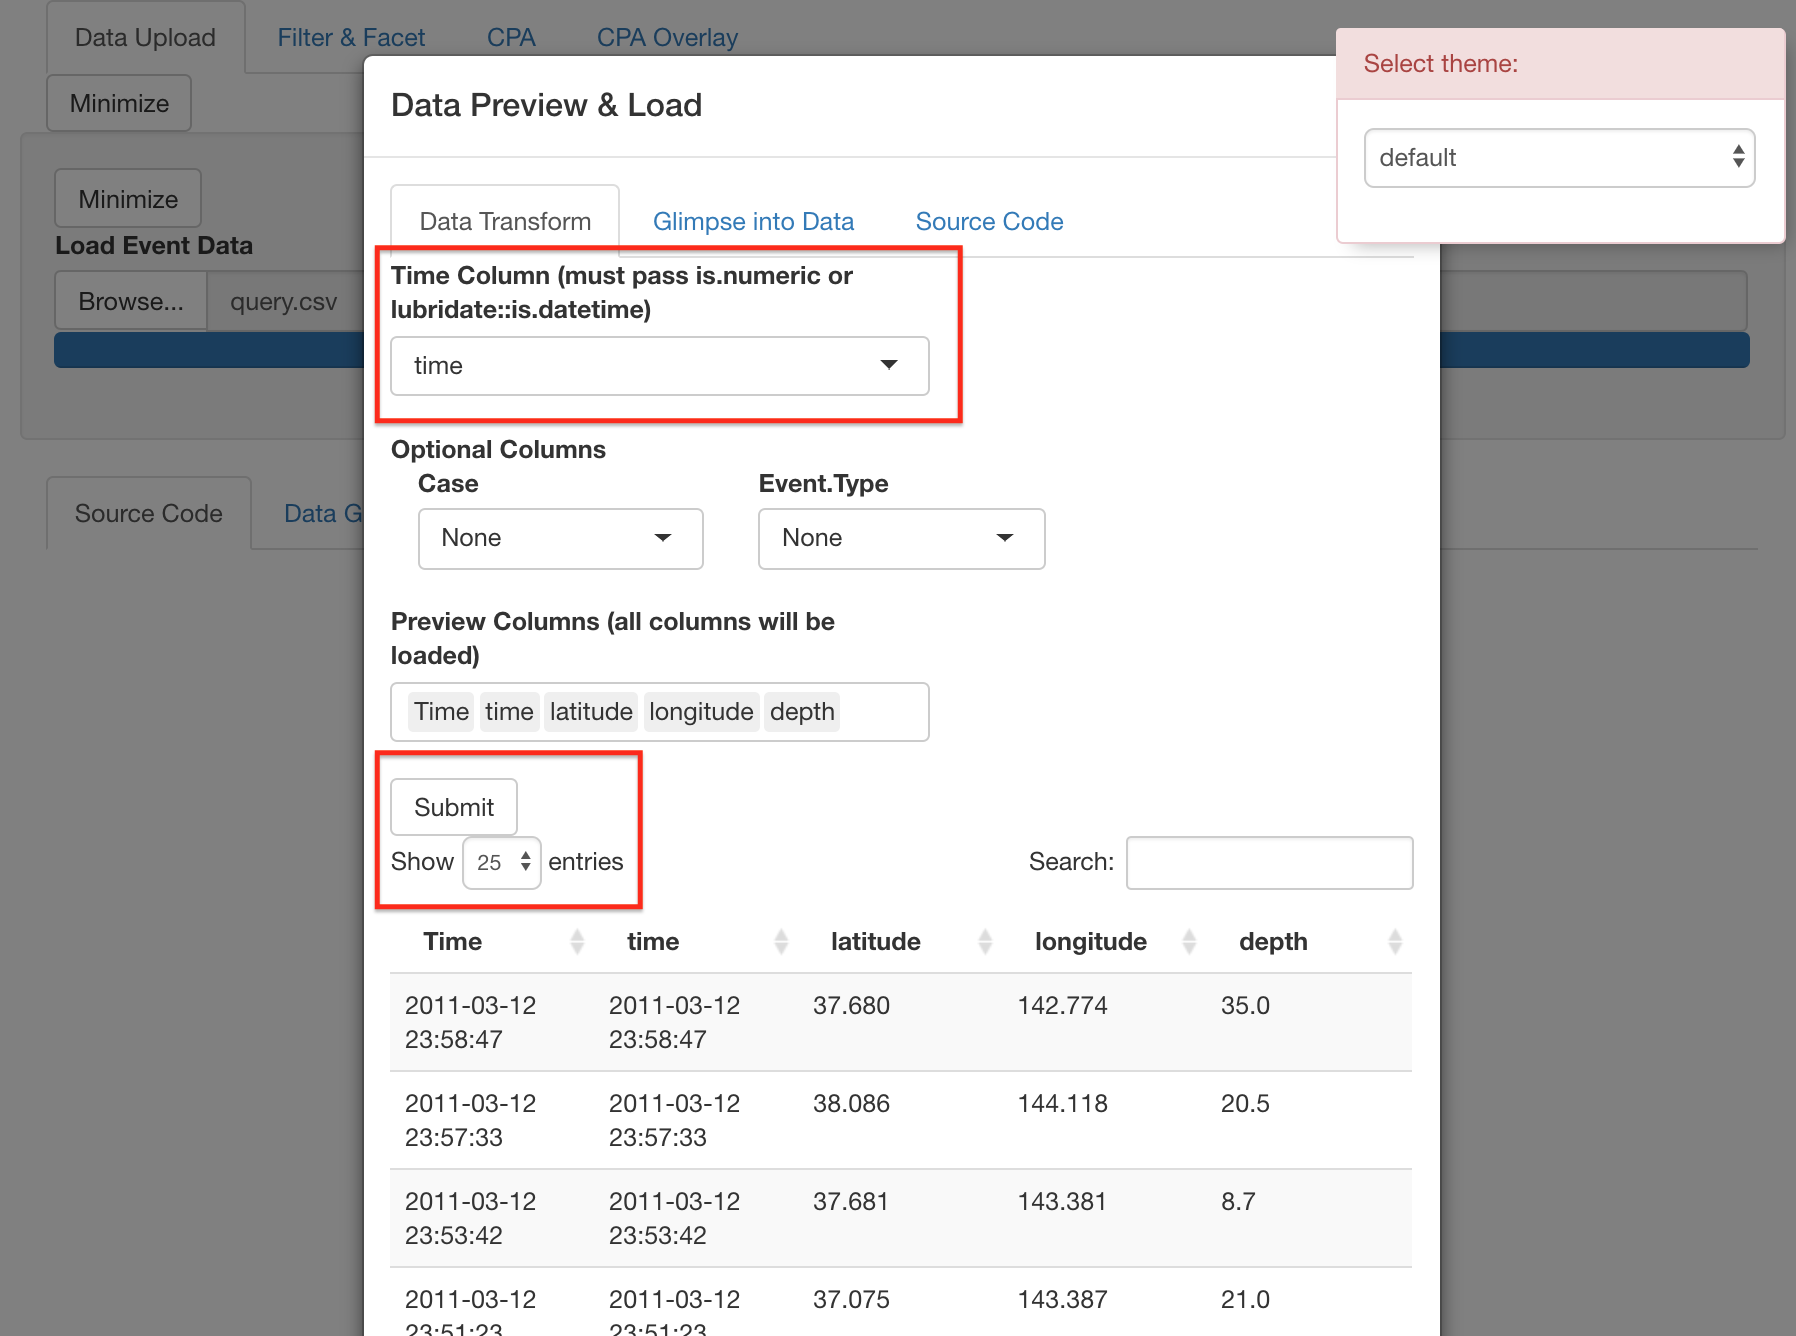 Data Upload Filter & Facet CPA CPA Overlay
Select theme:
Minimize
Data Preview & Load
default
Minimize
Data Transform Glimpse into Data Source Code
Load Event Data
Time Column (must pass is.numeric or
lubridate::is.datetime)
Browse... query.csv
time
Optional Columns
Case Event.Type
Source Code Data G
None None
Preview Columns (all columns will be
loaded)
Time time latitude longitude depth
Submit
Show 25 entries Search:
Time time latitude longitude depth
2011-03-12 2011-03-12 37.680 142.774 35.0
23:58:47 23:58:47
2011-03-12 2011-03-12 38.086 144.118 20.5
23:57:33 23:57:33
2011-03-12 2011-03-12 37.681 143.381 8.7
23:53:42 23:53:42
2011-03-12 2011-03-12 37.075 143.387 21.0
23:51:23 23:51:23